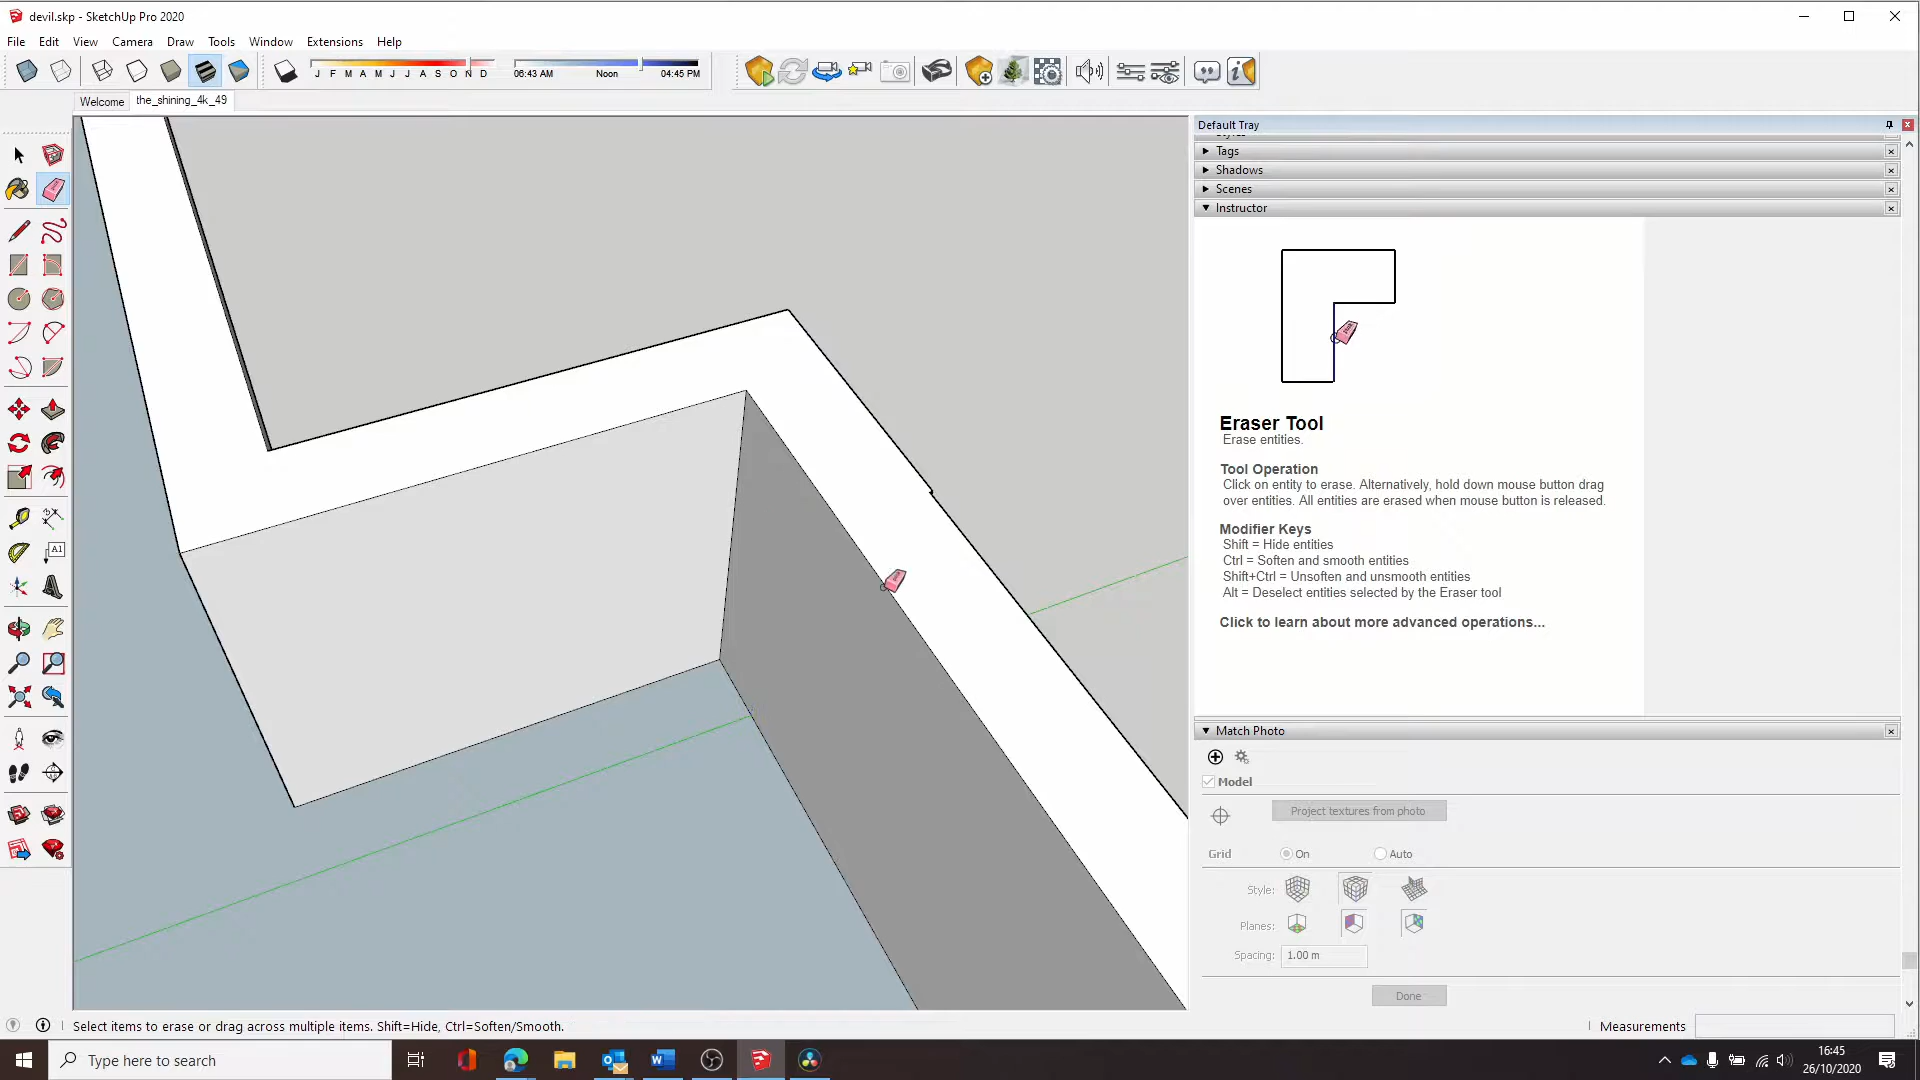 devil.skp - SketchUp Pro 2020
File Edit View Camera Draw Tools Window Extensions Help
J F M A M J J A S O N D 06:43 AM Noon 04:45 PM
Welcome the_shining_4k_49
Default Tray
Tags
Shadows
Scenes
Instructor
Eraser Tool
Erase entities.
Tool Operation
Click on entity to erase. Alternatively, hold down mouse button drag
over entities. All entities are erased when mouse button is released.
Modifier Keys
Shift = Hide entities
Ctrl = Soften and smooth entities
Shift+Ctrl = Unsoften and unsmooth entities
Alt = Deselect entities selected by the Eraser tool
Click to learn about more advanced operations...
Match Photo
Model
Project textures from photo
Grid On Auto
Style:
Planes:
Spacing: 1.00 m
Done
A1
Select items to erase or drag across multiple items. Shift=Hide, Ctrl=Soften/Smooth.
Measurements
Type here to search
16:45
26/10/2020